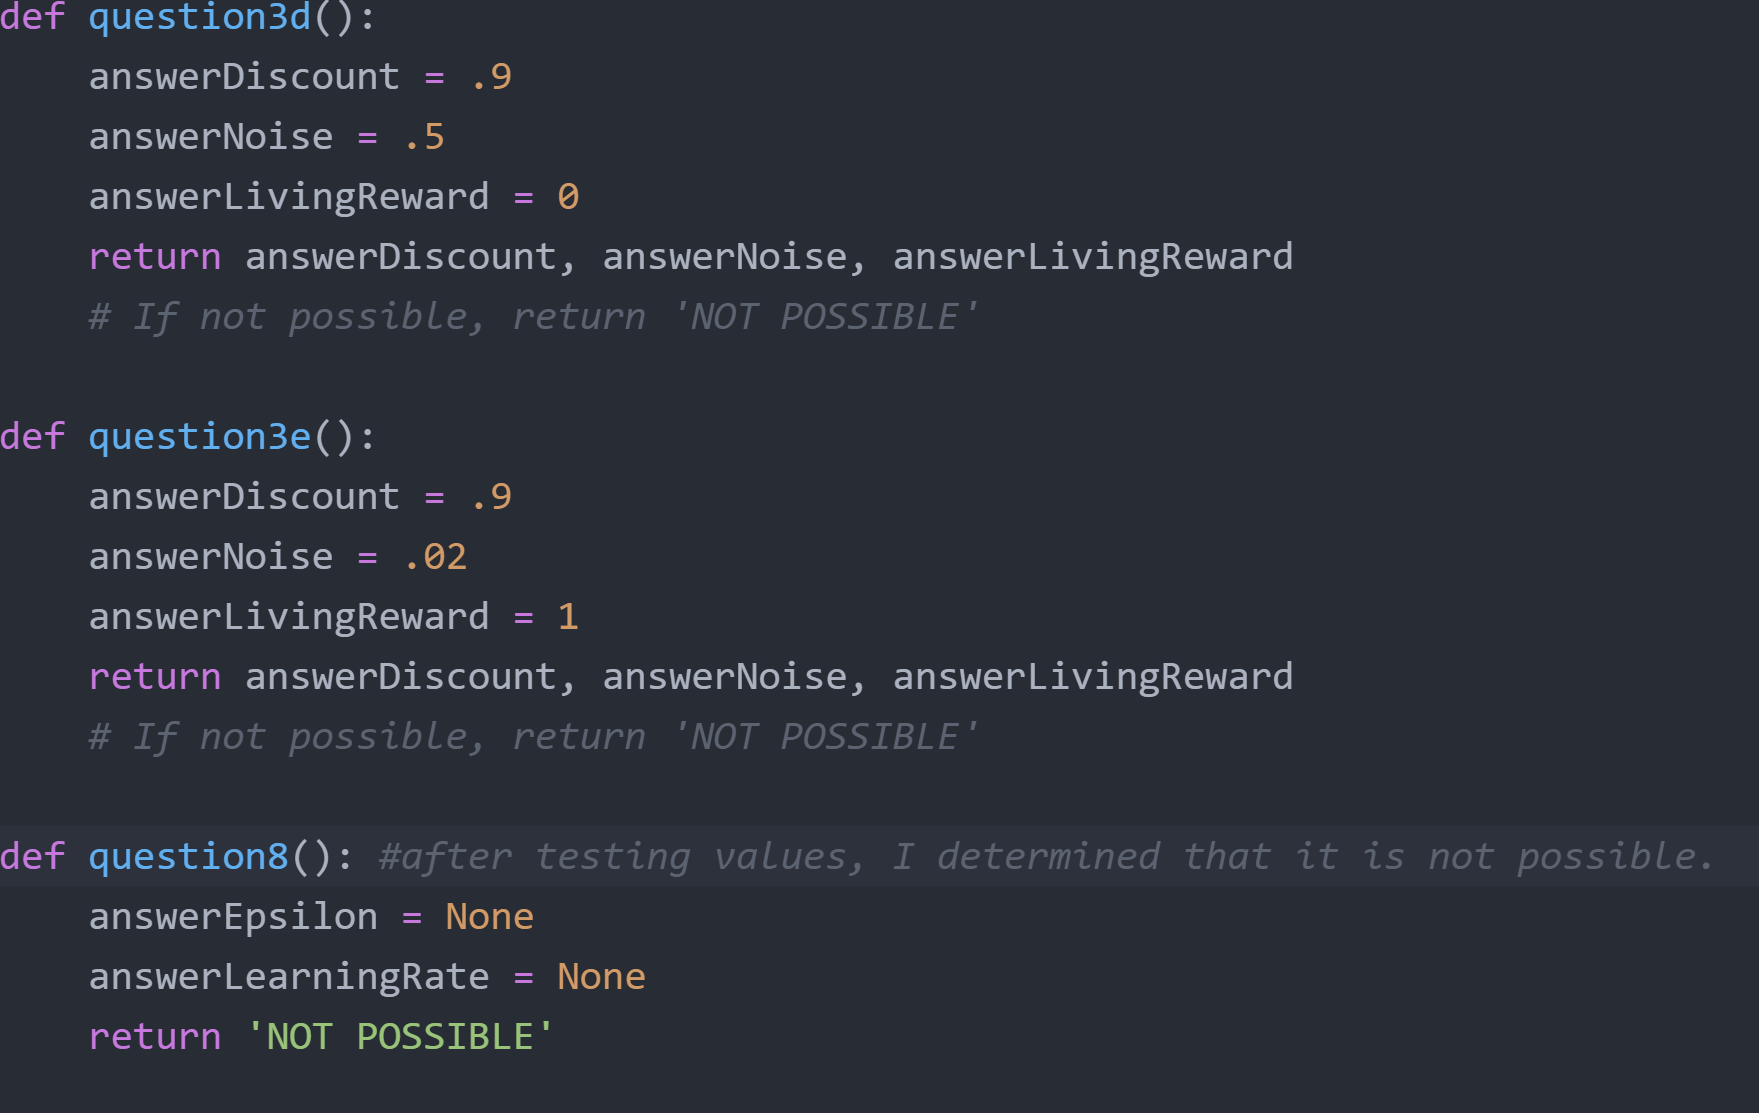 def question3d():
    answerDiscount = .9
    answerNoise = .5
    answerLivingReward = 0
    return answerDiscount, answerNoise, answerLivingReward
    # If not possible, return 'NOT POSSIBLE'

def question3e():
    answerDiscount = .9
    answerNoise = .02
    answerLivingReward = 1
    return answerDiscount, answerNoise, answerLivingReward
    # If not possible, return 'NOT POSSIBLE'

def question8(): #after testing values, I determined that it is not possible.
    answerEpsilon = None
    answerLearningRate = None
    return 'NOT POSSIBLE'